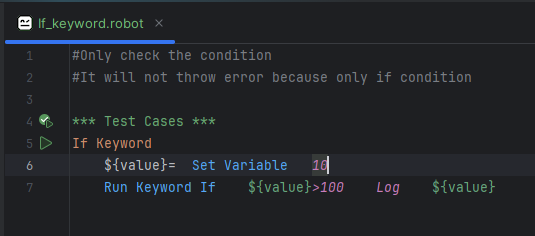 If_keyword.robot
1 #Only check the condition
2 #It will not throw error because only if condition
3
4 *** Test Cases ***
5 If Keyword
6 ${value}=  Set Variable   10
7 Run Keyword If    ${value}>100    Log    ${value}